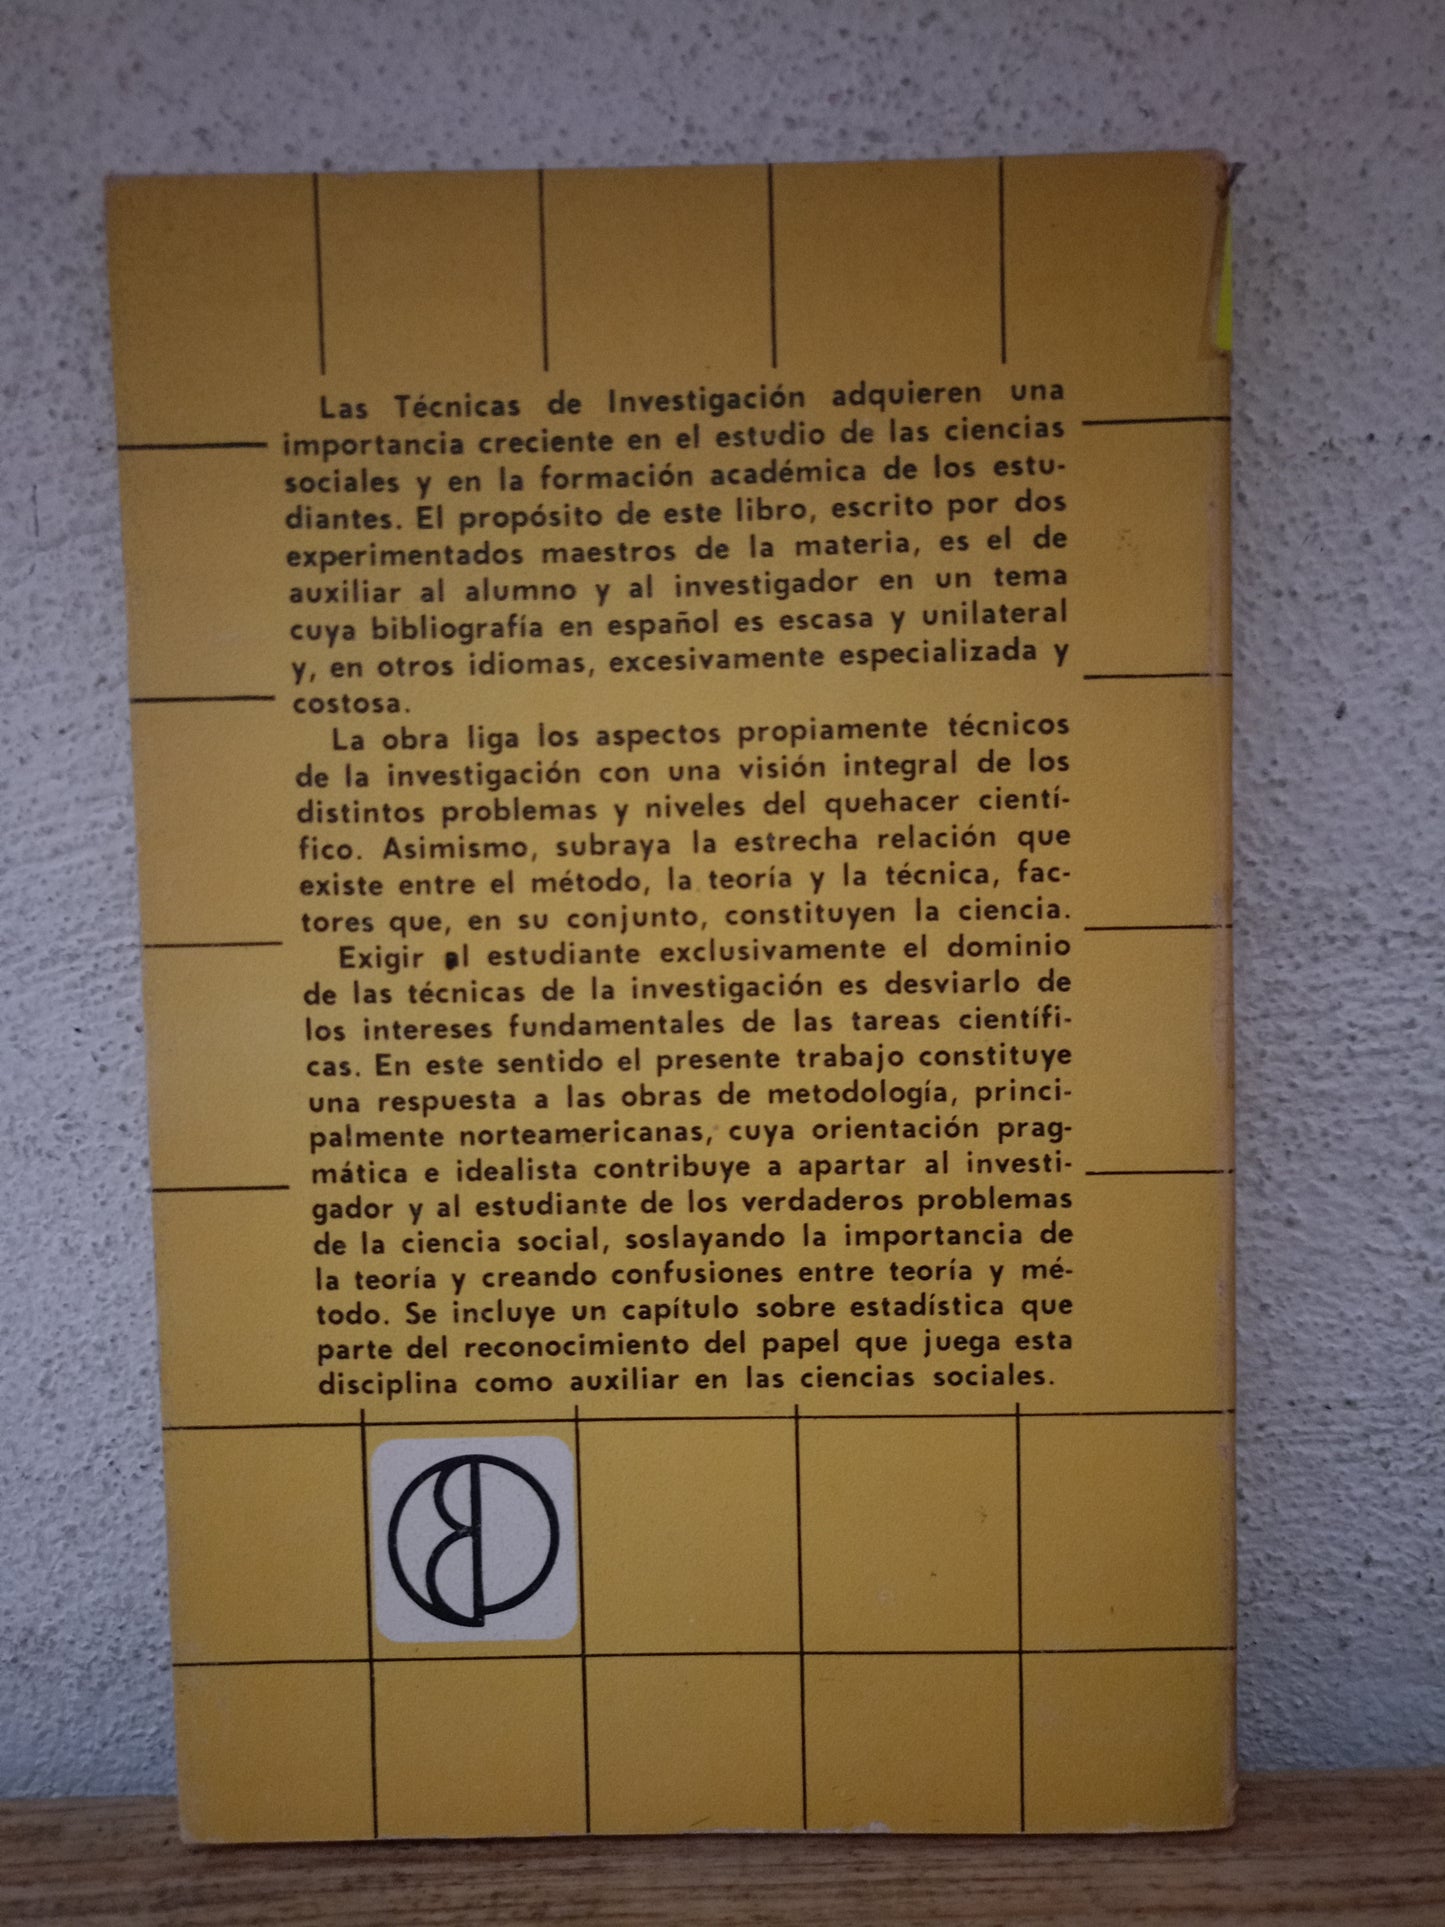 Las Técnicas de Investigación adquieren una
importancia creciente en el estudio de las ciencias
sociales y en la formación académica de los estu-
diantes. El propósito de este libro, escrito por dos
experimentados maestros de la materia, es el de
auxiliar al alumno y al investigador en un tema
cuya bibliografía en español es escasa y unilateral
y, en otros idiomas, excesivamente especializada y
costosa.
La obra liga los aspectos propiamente técnicos
de la investigación con una visión integral de los
distintos problemas y niveles del quehacer cientí-
fico. Asimismo, subraya la estrecha relación que
existe entre el método, la teoría y la técnica, fac-
tores que, en su conjunto, constituyen la ciencia.
Exigir al estudiante exclusivamente el dominio
de las técnicas de la investigación es desviarlo de
los intereses fundamentales de las tareas científi-
cas. En este sentido el presente trabajo constituye
una respuesta a las obras de metodología, princi-
palmente norteamericanas, cuya orientación prag-
mática e idealista contribuye a apartar al investi-
gador y al estudiante de los verdaderos problemas
de la ciencia social, soslayando la importancia de
la teoría y creando confusiones entre teoría y mé-
todo. Se incluye un capítulo sobre estadística que
parte del reconocimiento del papel que juega esta
disciplina como auxiliar en las ciencias sociales.